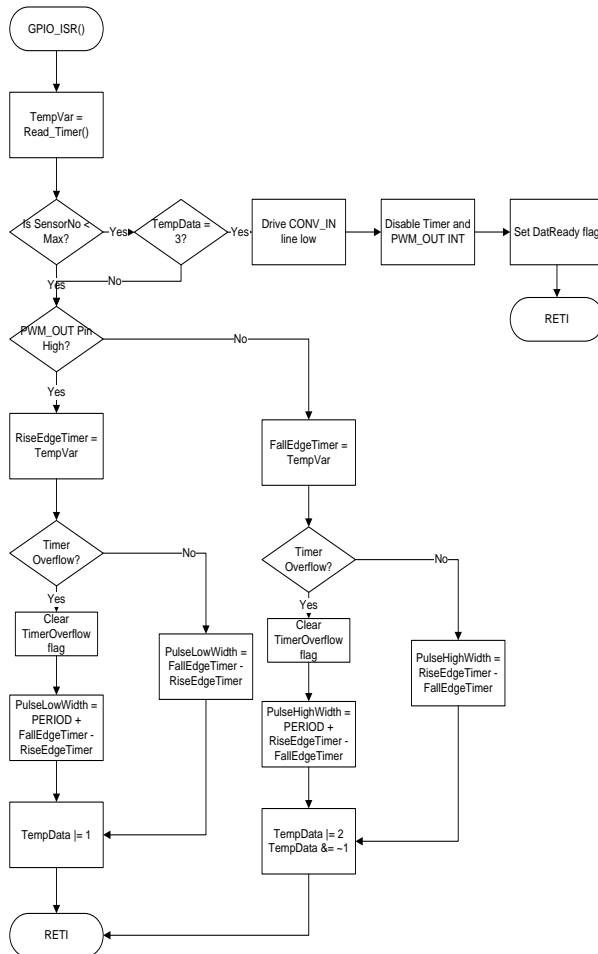 GPIO_ISR()
TempVar =
Read_Timer()
Is SensorNo <
Max?
Yes
TempData =
3?
Yes
Drive CONV_IN
line low
Disable Timer and
PWM_OUT INT
Set DatReady flag
RETI
Yes
No
PWM_OUT Pin
High?
No
Yes
RiseEdgeTimer =
TempVar
FallEdgeTimer =
TempVar
Timer
Overflow?
No
Yes
Timer
Overflow?
No
Yes
Clear
TimerOverflow
flag
PulseLowWidth =
FallEdgeTimer -
RiseEdgeTimer
Clear
TimerOverflow
flag
PulseHighWidth =
RiseEdgeTimer -
FallEdgeTimer
PulseLowWidth =
PERIOD +
FallEdgeTimer -
RiseEdgeTimer
PulseHighWidth =
PERIOD +
RiseEdgeTimer -
FallEdgeTimer
TempData |= 1
TempData |= 2
TempData &= ~1
RETI